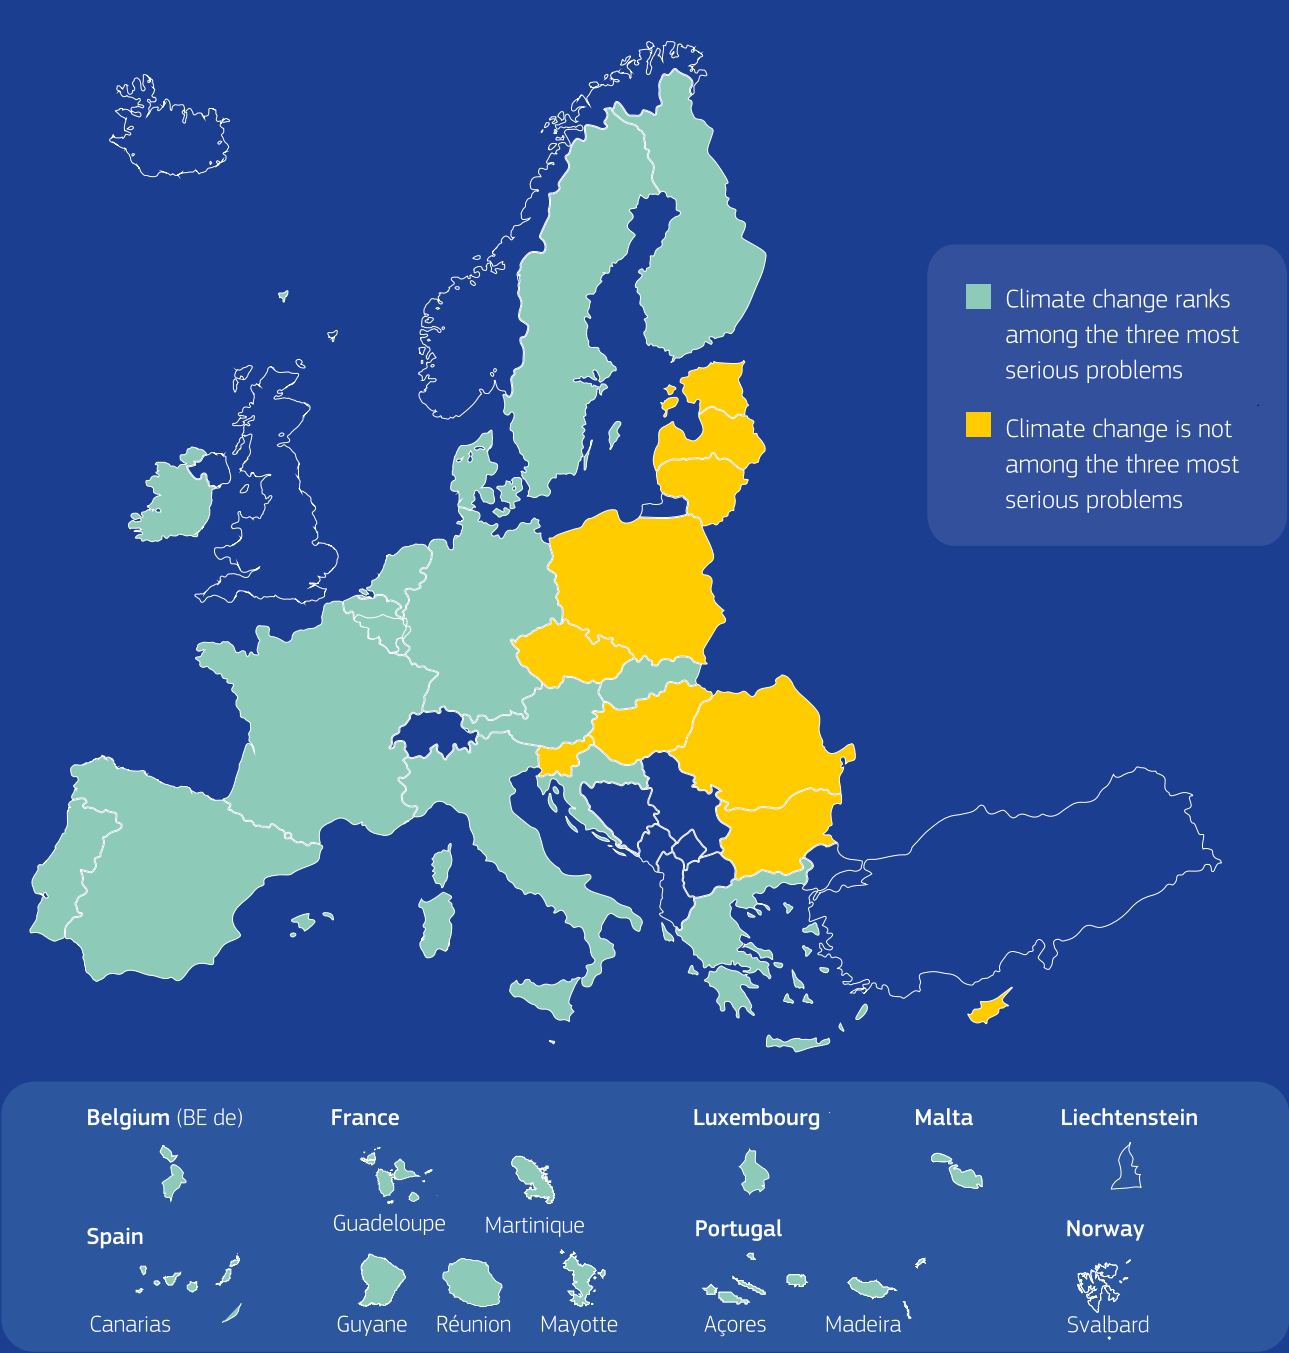 Climate change ranks
among the three most
serious problems
Climate change is not
among the three most
serious problems
Belgium (BE de)
France
Luxembourg
Malta
Liechtenstein
Guadeloupe
Martinique
Spain
Portugal
Norway
Canarias
Guyane
Réunion
Mayotte
Açores
Madeira
Svalbard